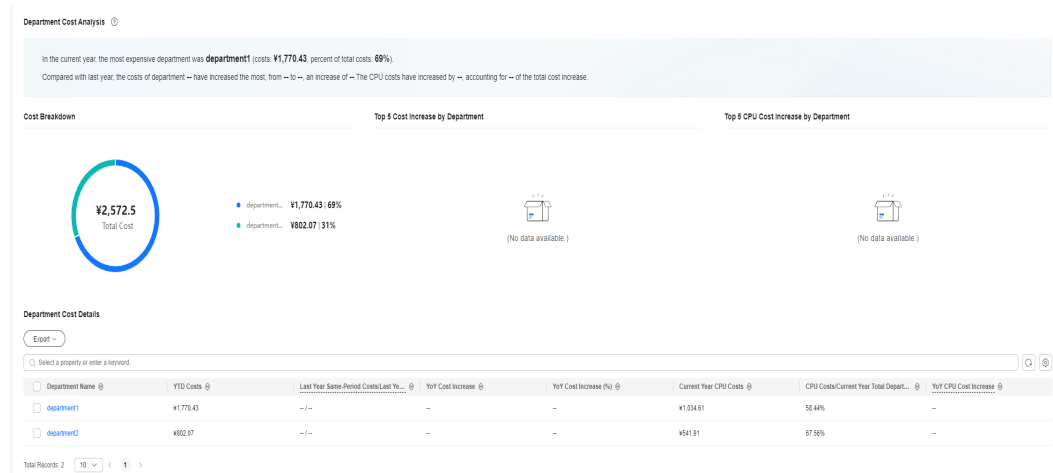 Department Cost Analysis
In the current year, the most expensive department was department1 (costs: ¥1,770.43, percent of total costs: 69%).
Compared with last year, the costs of department -- have increased the most, from -- to --, an increase of --.The CPU costs have increased by --, accounting for -- of the total cost increase.
Cost Breakdown
Top 5 Cost Increase by Department
Top 5 CPU Cost Increase by Department
¥2,572.5
Total Cost
department... ¥1,770.43 | 69%
department... ¥802.07 | 31%
(No data available.)
(No data available.)
Department Cost Details
Export
Select a property or enter a keyword.
Department Name YTD Costs Last Year Same-Period Costs/Last Ye... YoY Cost Increase YoY Cost Increase (%) Current Year CPU Costs CPU Costs/Current Year Total Depart... YoY CPU Cost Increase
department1 ¥1,770.43 -- / -- -- -- ¥1,034.61 58.44% --
department2 ¥802.07 -- / -- -- -- ¥541.91 67.56% --
Total Records: 2 10 < 1 >